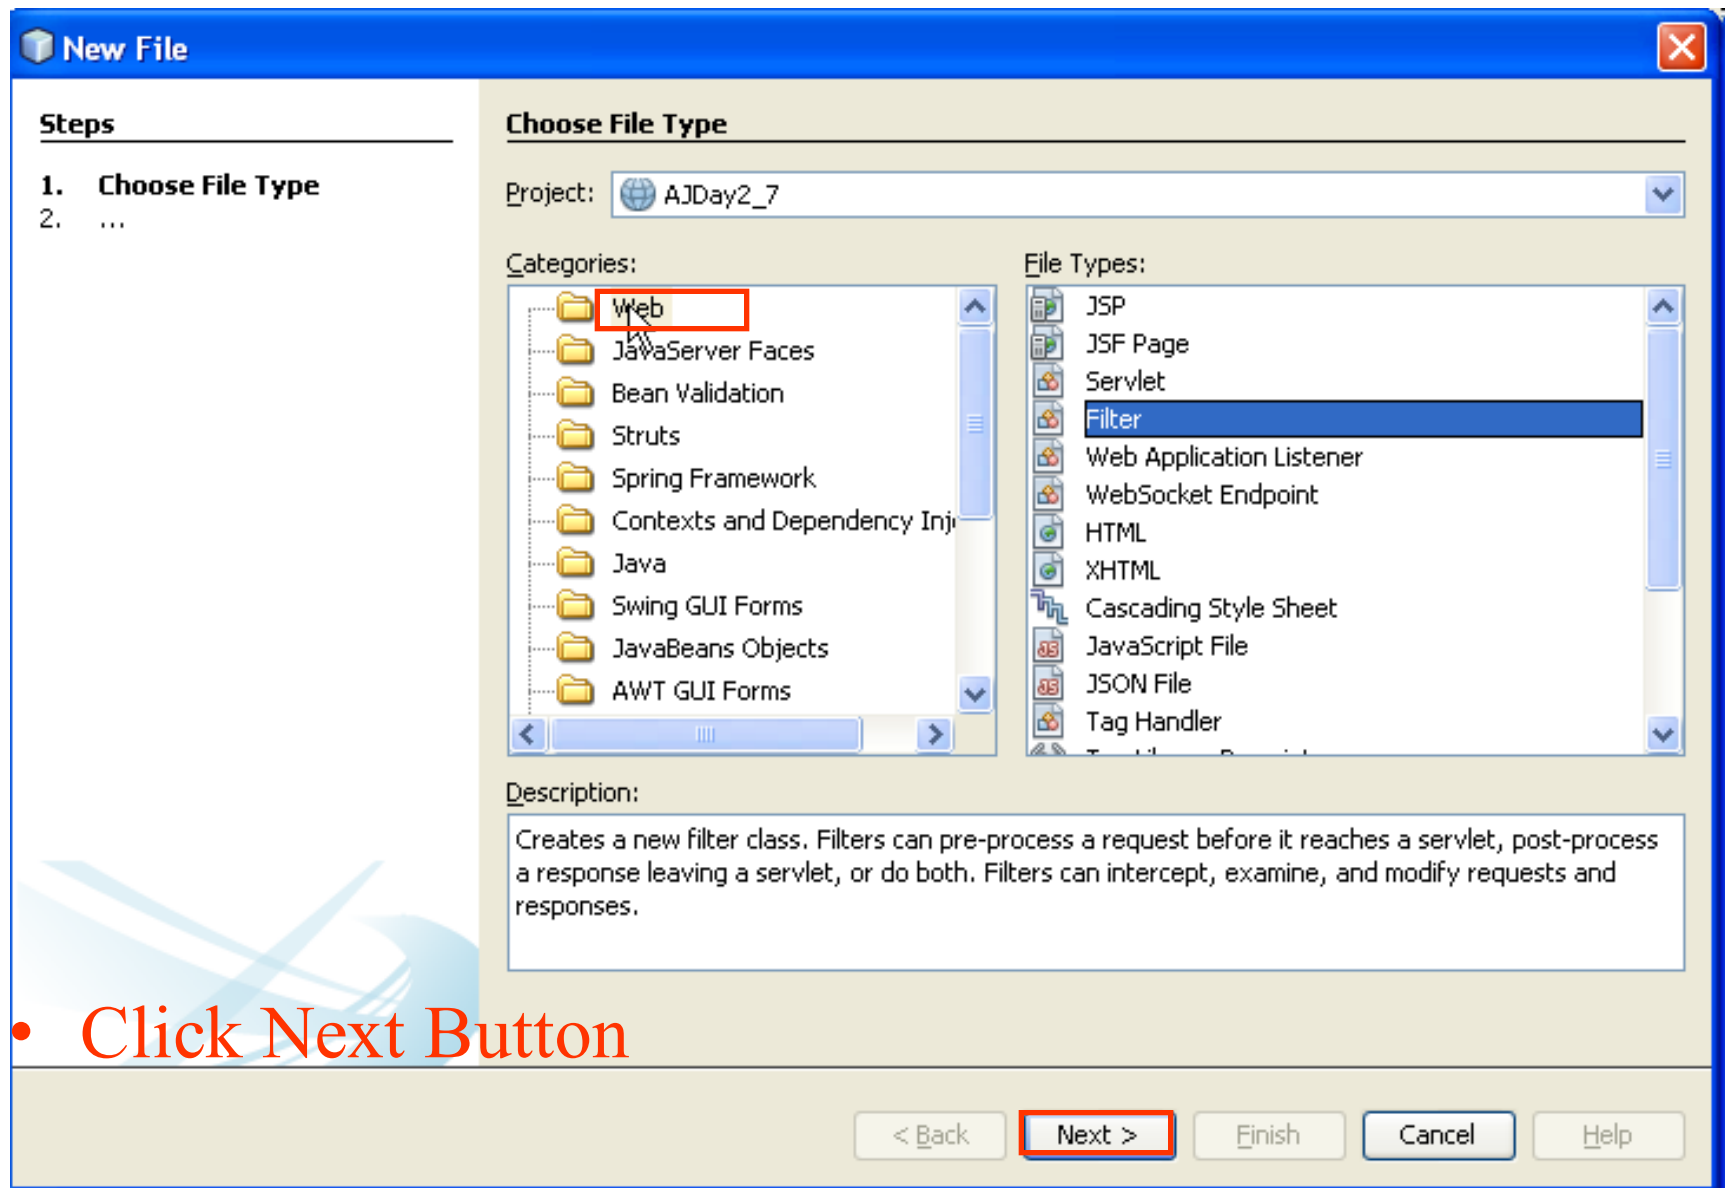 New File
Steps
1. Choose File Type
2. ...
Choose File Type
Project: AJDay2_7
Categories:
Web
JavaServer Faces
Bean Validation
Struts
Spring Framework
Contexts and Dependency Inj
Java
Swing GUI Forms
JavaBeans Objects
AWT GUI Forms
File Types:
JSP
JSF Page
Servlet
Filter
Web Application Listener
WebSocket Endpoint
HTML
XHTML
Cascading Style Sheet
JavaScript File
JSON File
Tag Handler
Description:
Creates a new filter class. Filters can pre-process a request before it reaches a servlet, post-process
a response leaving a servlet, or do both. Filters can intercept, examine, and modify requests and
responses.
• Click Next Button
< Back Next > Finish Cancel Help